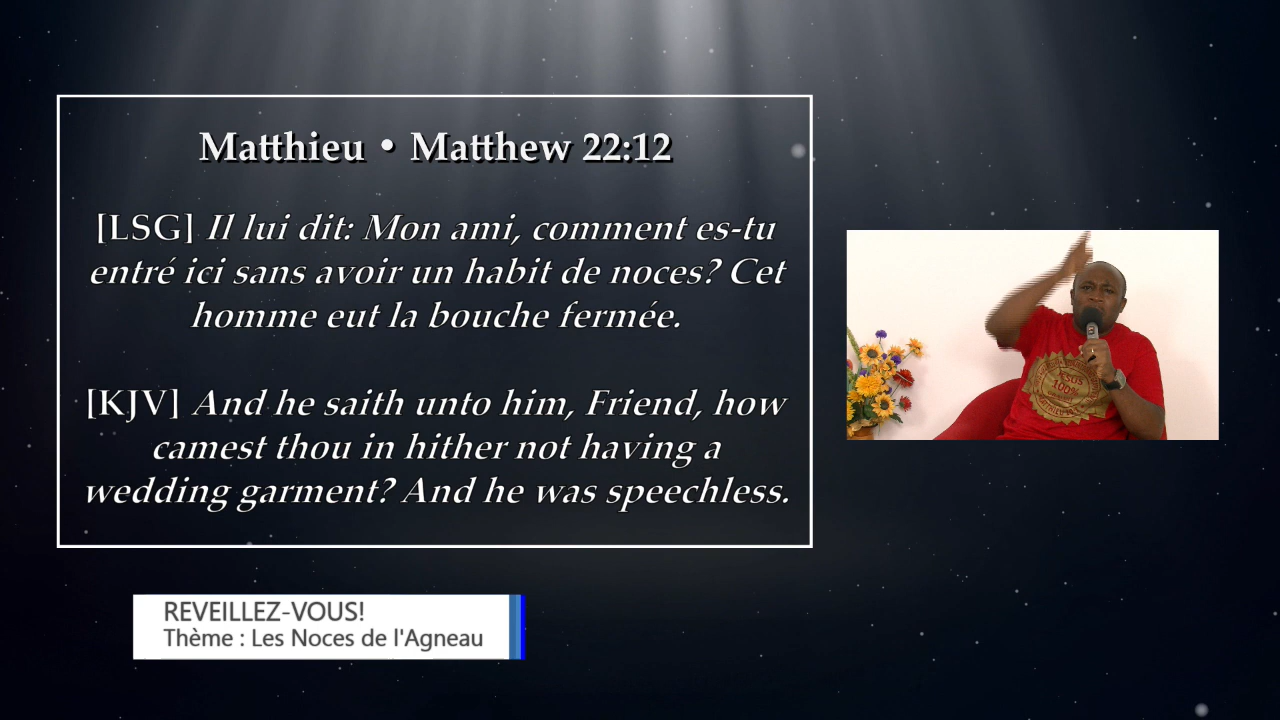 Matthieu • Matthew 22:12
[LSG] Il lui dit: Mon ami, comment es-tu
entré ici sans avoir un habit de noces? Cet
homme eut la bouche fermée.
[KJV] And he saith unto him, Friend, how
camest thou in hither not having a
wedding garment? And he was speechless.
100%
REVEILLEZ-VOUS!
Thème : Les Noces de l'Agneau